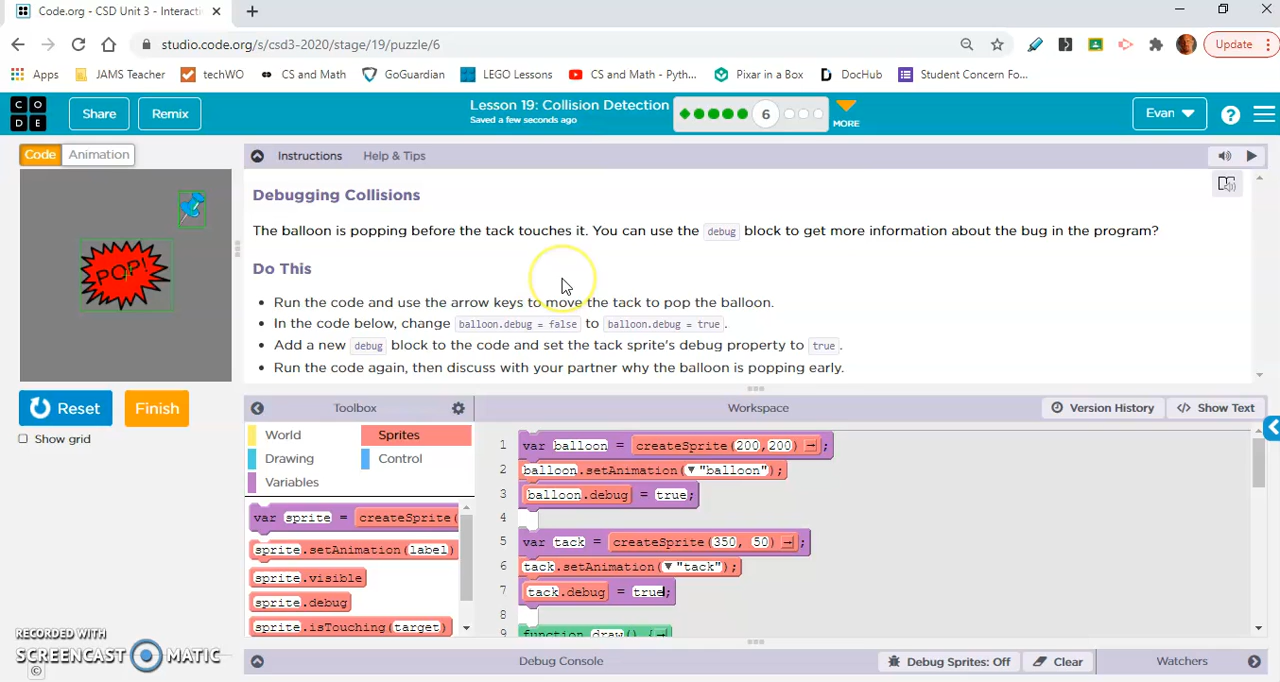 Code.org - CSD Unit 3 - Interacti
studio.code.org/s/csd3-2020/stage/19/puzzle/6
Update
Apps JAMS Teacher techWO CS and Math GoGuardian LEGO Lessons CS and Math - Pyth... Pixar in a Box DocHub Student Concern Fo...
C O D E
Share Remix
Lesson 19: Collision Detection
Saved a few seconds ago
6
MORE
Evan
Code Animation
Instructions Help & Tips
POP!
Debugging Collisions
The balloon is popping before the tack touches it. You can use the debug block to get more information about the bug in the program?
Do This
• Run the code and use the arrow keys to move the tack to pop the balloon.
• In the code below, change balloon.debug = false to balloon.debug = true.
• Add a new debug block to the code and set the tack sprite's debug property to true.
• Run the code again, then discuss with your partner why the balloon is popping early.
Reset Finish
Show grid
Toolbox
Workspace
Version History </> Show Text
World Sprites
Drawing Control
Variables
var sprite = createSprite(
sprite.setAnimation(label)
sprite.visible
sprite.debug
sprite.isTouching(target)
1 var balloon = createSprite(200,200) ;
2 balloon.setAnimation("balloon");
3 balloon.debug = true;
4
5 var tack = createSprite(350, 50) ;
6 tack.setAnimation("tack");
7 tack.debug = true;
8
9 function draw() {
Debug Console
Debug Sprites: Off Clear Watchers
RECORDED WITH
SCREENCAST MATIC
©